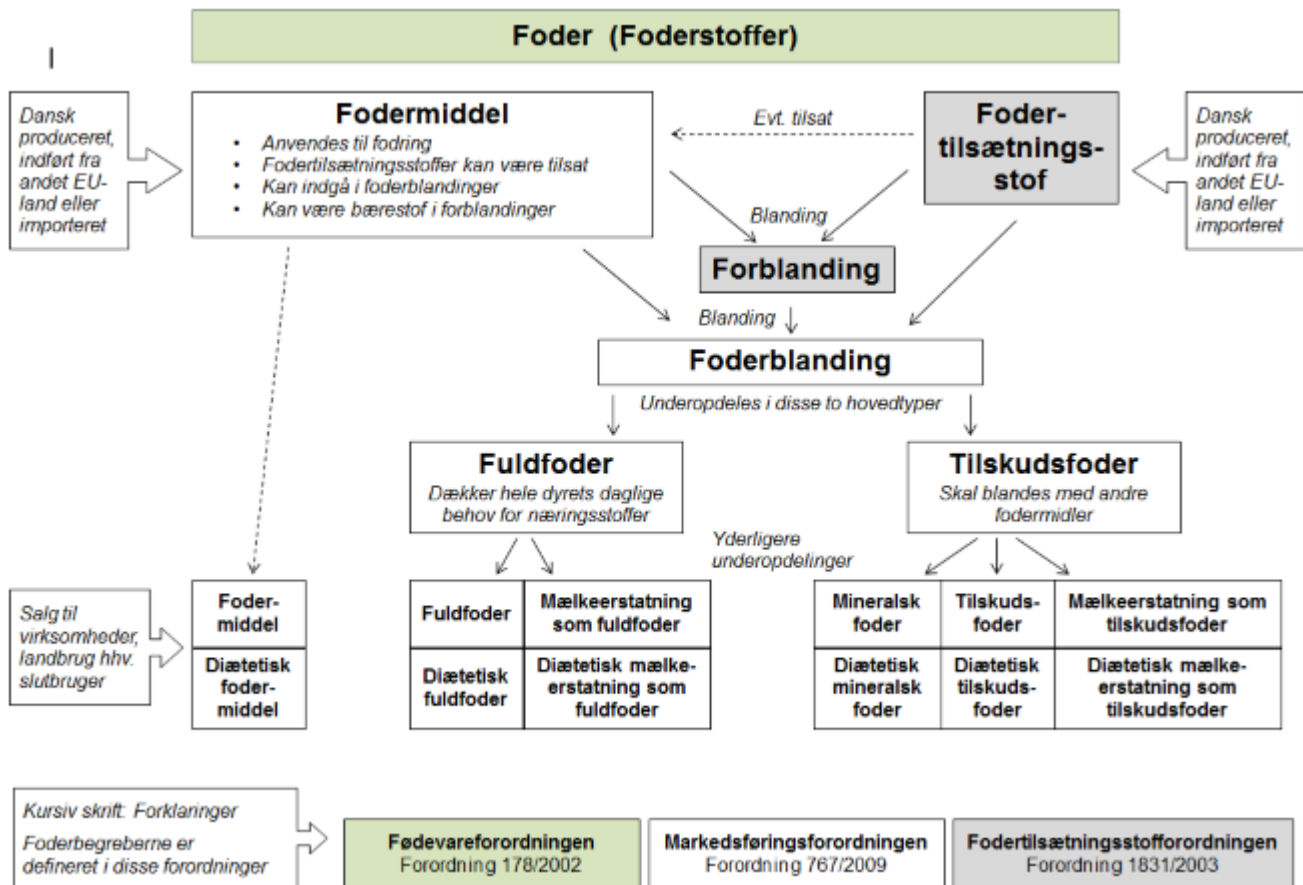 Foder (Foderstoffer)
Dansk
produceret,
indført fra
andet EU-
land eller
importeret
Fodermiddel
• Anvendes til fodring
• Fodertilsætningsstoffer kan være tilsat
• Kan indgå i foderblandinger
• Kan være bærestof i forblandinger
Evt. tilsat
Foder-
tilsætnings-
stof
Dansk
produceret,
indført fra
andet EU-
land eller
importeret
Blanding
Forblanding
Blanding
Foderblanding
Underopdeles i disse to hovedtyper
Fuldfoder
Dækker hele dyrets daglige
behov for næringsstoffer
Tilskudsfoder
Skal blandes med andre
fodermidler
Yderligere
underopdelinger
Salg til
virksomheder,
landbrug hhv.
slutbruger
Foder-
middel
Diætetisk
foder-
middel
Fuldfoder
Mælkeerstatning
som fuldfoder
Diætetisk
fuldfoder
Diætetisk mælke-
erstatning som
fuldfoder
Mineralsk
foder
Tilskuds-
foder
Mælkeerstatning som
tilskudsfoder
Diætetisk
mineralsk
foder
Diætetisk
tilskuds-
foder
Diætetisk mælke-
erstatning som
tilskudsfoder
Kursiv skrift: Forklaringer
Foderbegreberne er
defineret i disse forordninger
Fødevareforordningen
Forordning 178/2002
Markedsføringsforordningen
Forordning 767/2009
Fodertilsætningsstofforordningen
Forordning 1831/2003